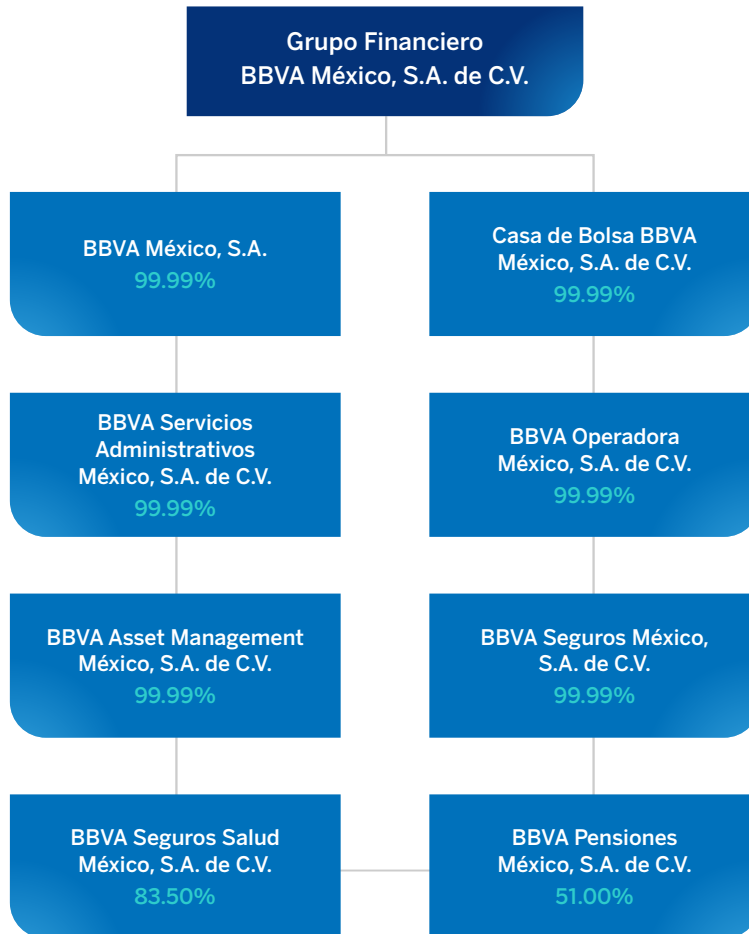 Grupo Financiero
BBVA México, S.A. de C.V.
BBVA México, S.A.
99.99%
Casa de Bolsa BBVA
México, S.A. de C.V.
99.99%
BBVA Servicios
Administrativos
México, S.A. de C.V.
99.99%
BBVA Operadora
México, S.A. de C.V.
99.99%
BBVA Asset Management
México, S.A. de C.V.
99.99%
BBVA Seguros México,
S.A. de C.V.
99.99%
BBVA Seguros Salud
México, S.A. de C.V.
83.50%
BBVA Pensiones
México, S.A. de C.V.
51.00%